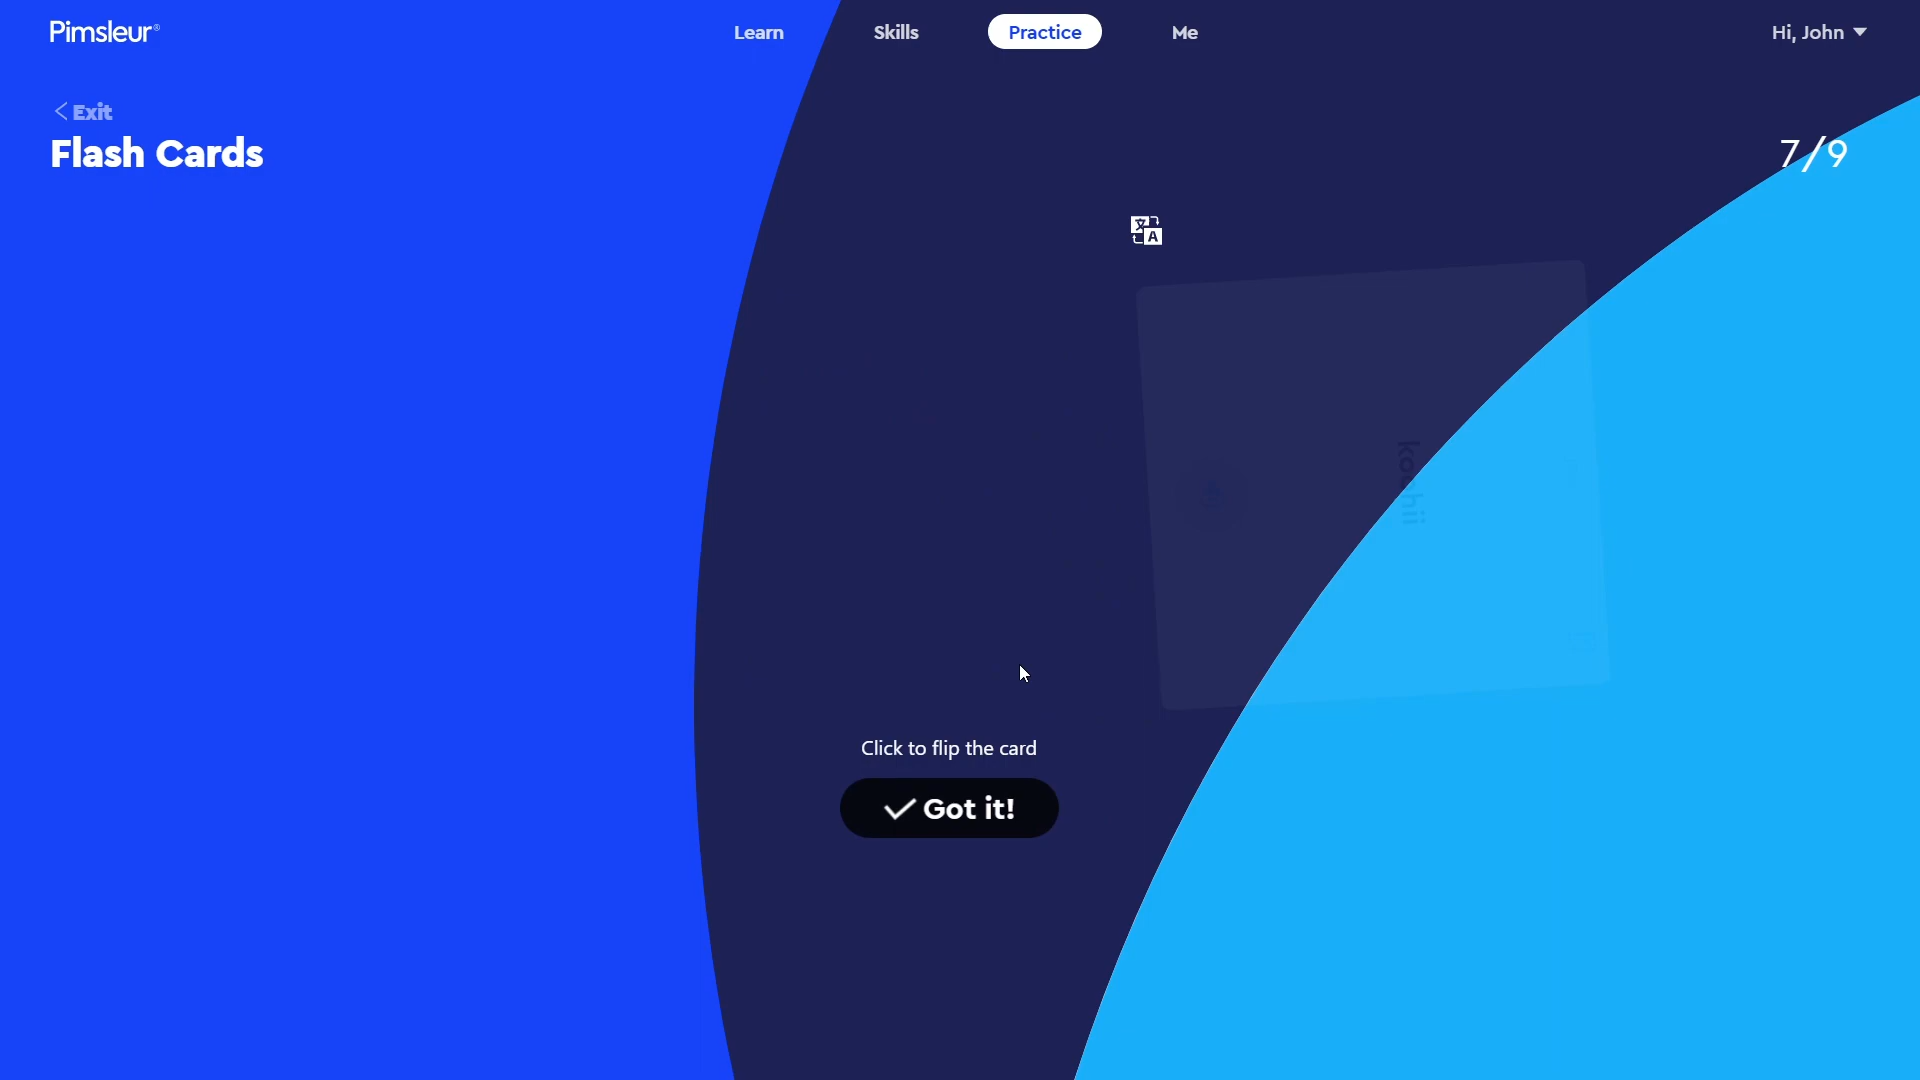 Pimsleur®
Learn
Skills
Practice
Me
Hi, John
Exit
Flash Cards
7/9
Click to flip the card
Got it!